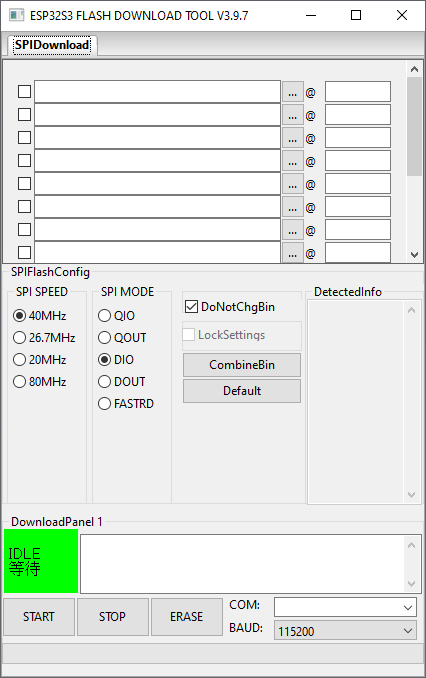 ESP32S3 FLASH DOWNLOAD TOOL V3.9.7
SPIDownload
... @
... @
... @
... @
... @
... @
... @
... @
SPIFlashConfig
SPI SPEED
40MHz
26.7MHz
20MHz
80MHz
SPI MODE
QIO
QOUT
DIO
DOUT
FASTRD
DoNotChgBin
LockSettings
CombineBin
Default
DetectedInfo
DownloadPanel 1
IDLE
等待
START STOP ERASE
COM:
BAUD: 115200